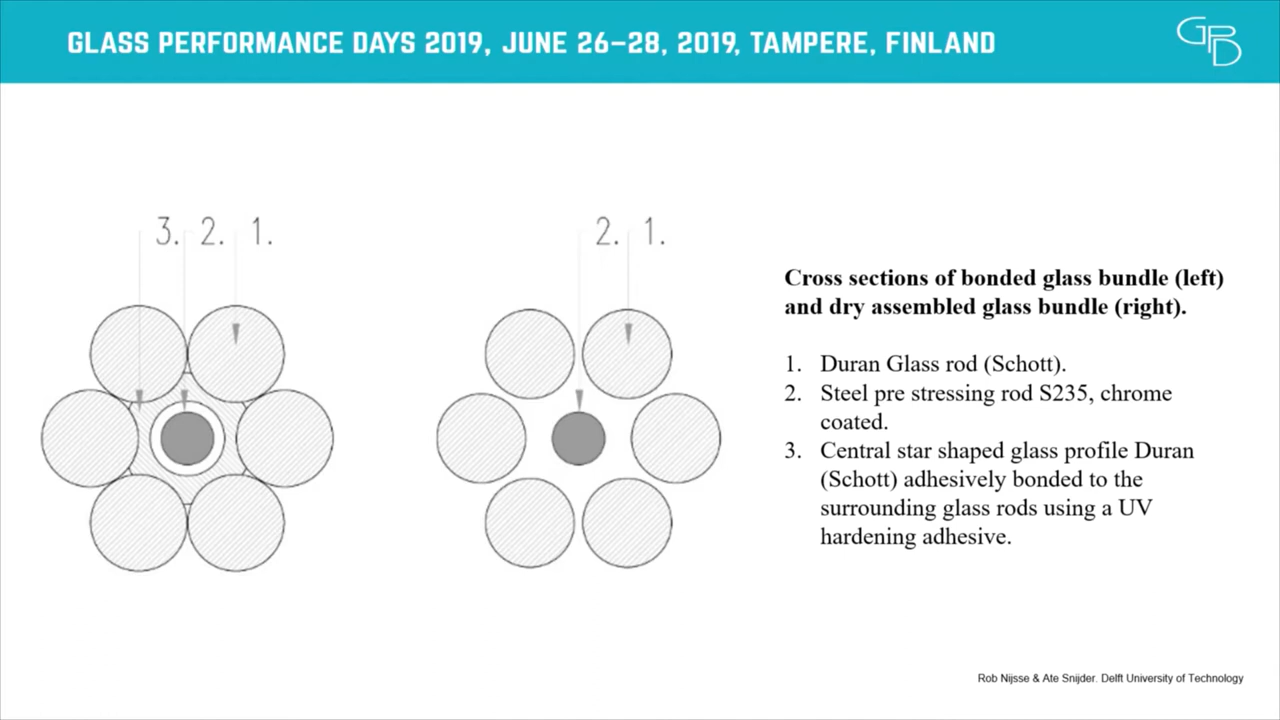 GLASS PERFORMANCE DAYS 2019, JUNE 26–28, 2019, TAMPERE, FINLAND
GPD
3. 2. 1.
2. 1.
Cross sections of bonded glass bundle (left)
and dry assembled glass bundle (right).
1. Duran Glass rod (Schott).
2. Steel pre stressing rod S235, chrome
coated.
3. Central star shaped glass profile Duran
(Schott) adhesively bonded to the
surrounding glass rods using a UV
hardening adhesive.
Rob Nijsse & Ate Snijder. Delft University of Technology